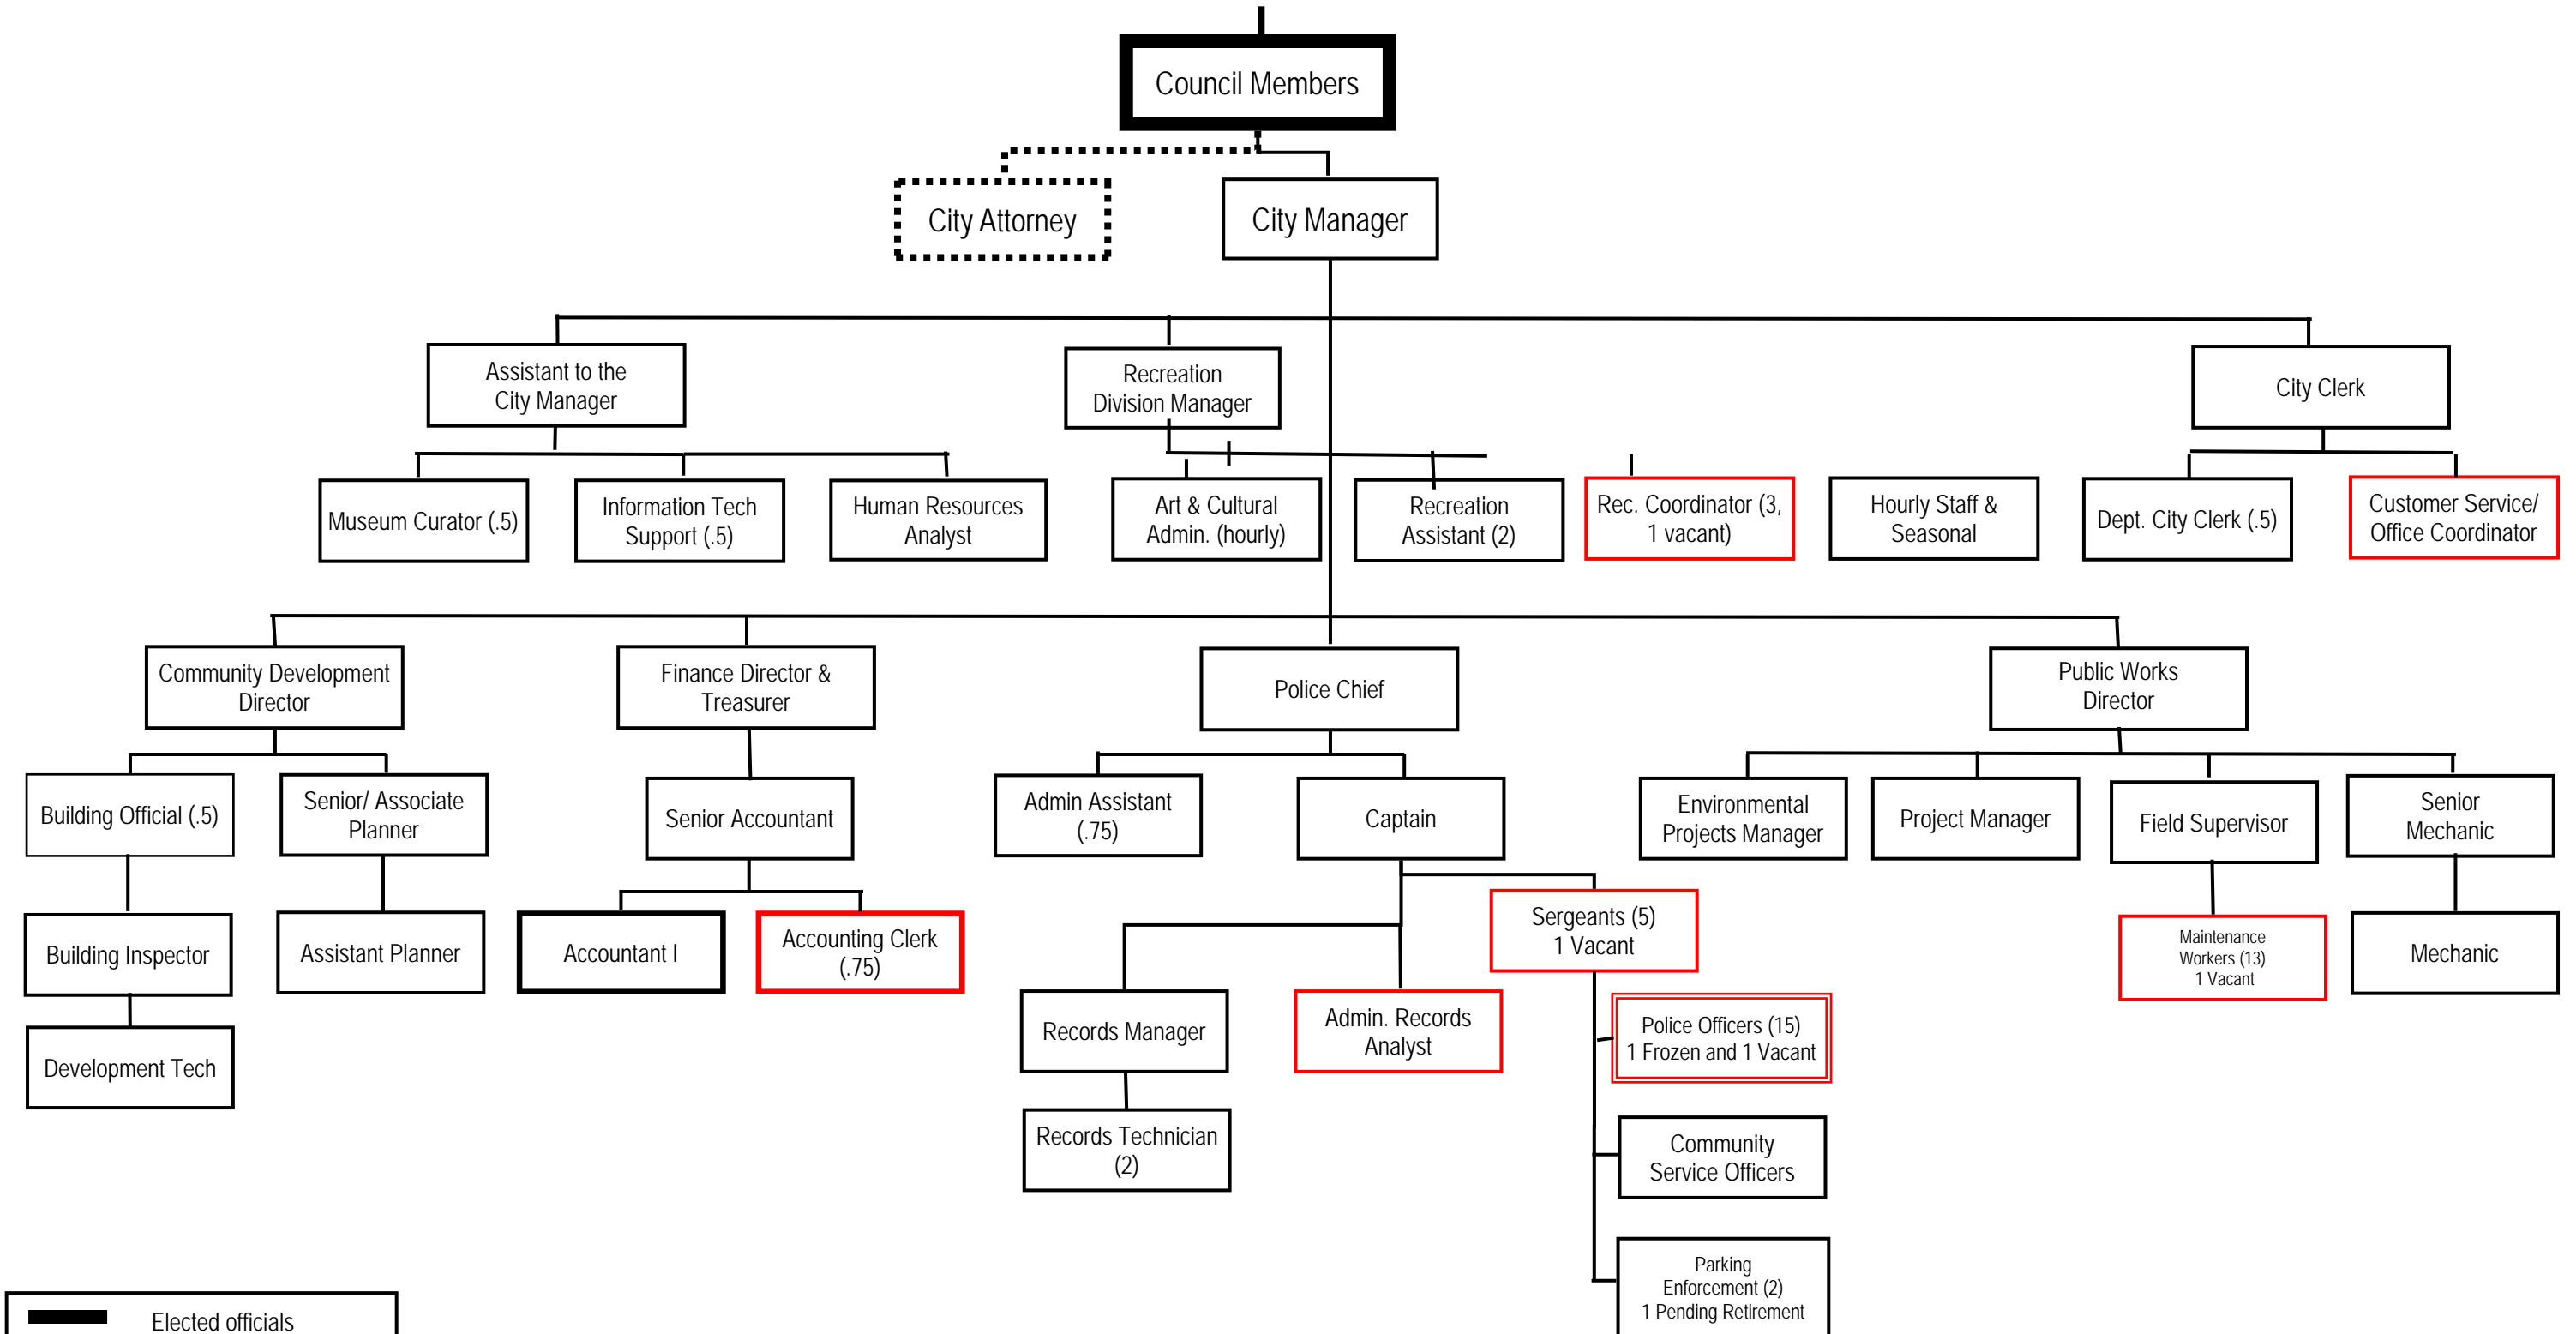 Council Members
City Attorney
City Manager
Assistant to the
City Manager
Recreation
Division Manager
City Clerk
Museum Curator (.5)
Information Tech
Support (.5)
Human Resources
Analyst
Art & Cultural
Admin. (hourly)
Recreation
Assistant (2)
Rec. Coordinator (3,
1 vacant)
Hourly Staff &
Seasonal
Dept. City Clerk (.5)
Customer Service/
Office Coordinator
Community Development
Director
Finance Director &
Treasurer
Police Chief
Public Works
Director
Building Official (.5)
Senior/ Associate
Planner
Senior Accountant
Admin Assistant
(.75)
Captain
Environmental
Projects Manager
Project Manager
Field Supervisor
Senior
Mechanic
Building Inspector
Assistant Planner
Accountant I
Accounting Clerk
(.75)
Sergeants (5)
1 Vacant
Maintenance
Workers (13)
1 Vacant
Mechanic
Development Tech
Records Manager
Admin. Records
Analyst
Police Officers (15)
1 Frozen and 1 Vacant
Records Technician
(2)
Community
Service Officers
Parking
Enforcement (2)
1 Pending Retirement
Elected officials